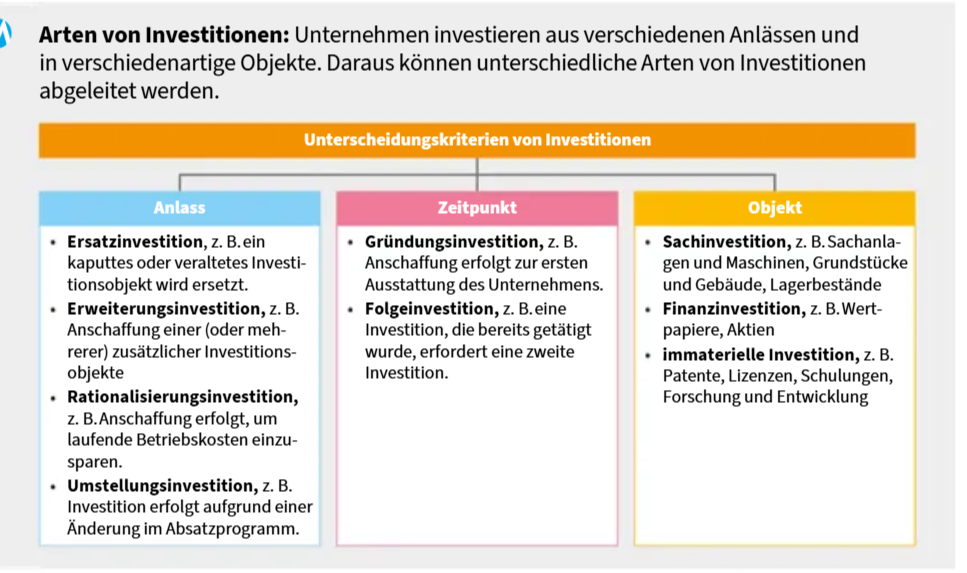 Arten von Investitionen: Unternehmen investieren aus verschiedenen Anlässen und
in verschiedenartige Objekte. Daraus können unterschiedliche Arten von Investitionen
abgeleitet werden.
Unterscheidungskriterien von Investitionen
Anlass
• Ersatzinvestition, z. B. ein
kaputtes oder veraltetes Investi-
tionsobjekt wird ersetzt.
• Erweiterungsinvestition, z. B.
Anschaffung einer (oder meh-
rerer) zusätzlicher Investitions-
objekte
• Rationalisierungsinvestition,
z. B. Anschaffung erfolgt, um
laufende Betriebskosten einzu-
sparen.
• Umstellungsinvestition, z. B.
Investition erfolgt aufgrund einer
Änderung im Absatzprogramm.
Zeitpunkt
• Gründungsinvestition, z. B.
Anschaffung erfolgt zur ersten
Ausstattung des Unternehmens.
• Folgeinvestition, z. B. eine
Investition, die bereits getätigt
wurde, erfordert eine zweite
Investition.
Objekt
• Sachinvestition, z. B. Sachanla-
gen und Maschinen, Grundstücke
und Gebäude, Lagerbestände
• Finanzinvestition, z. B. Wert-
papiere, Aktien
• immaterielle Investition, z. B.
Patente, Lizenzen, Schulungen,
Forschung und Entwicklung